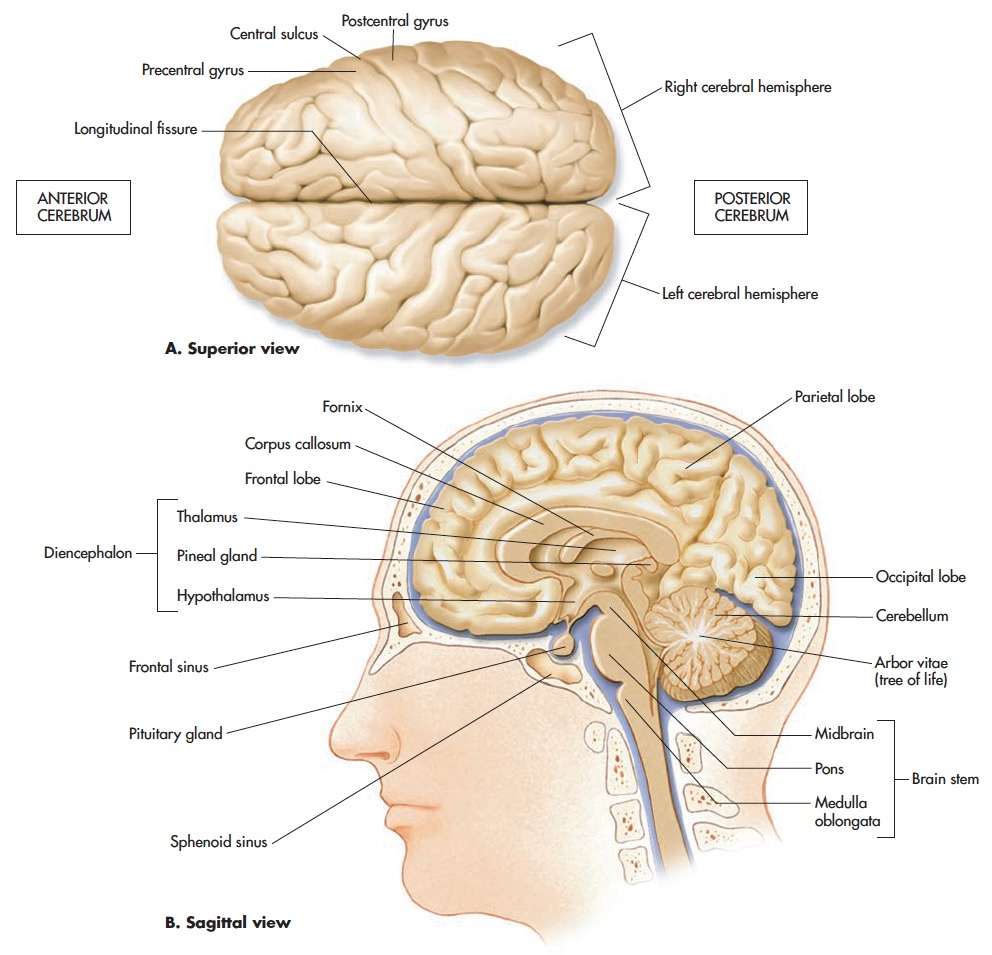 Postcentral gyrus
Central sulcus
Precentral gyrus
Right cerebral hemisphere
Longitudinal fissure
ANTERIOR
CEREBRUM
POSTERIOR
CEREBRUM
Left cerebral hemisphere
A. Superior view
Parietal lobe
Fornix
Corpus callosum
Frontal lobe
Thalamus
Diencephalon
Pineal gland
Hypothalamus
Occipital lobe
Cerebellum
Frontal sinus
Arbor vitae
(tree of life)
Pituitary gland
Midbrain
Pons
Brain stem
Medulla
oblongata
Sphenoid sinus
B. Sagittal view